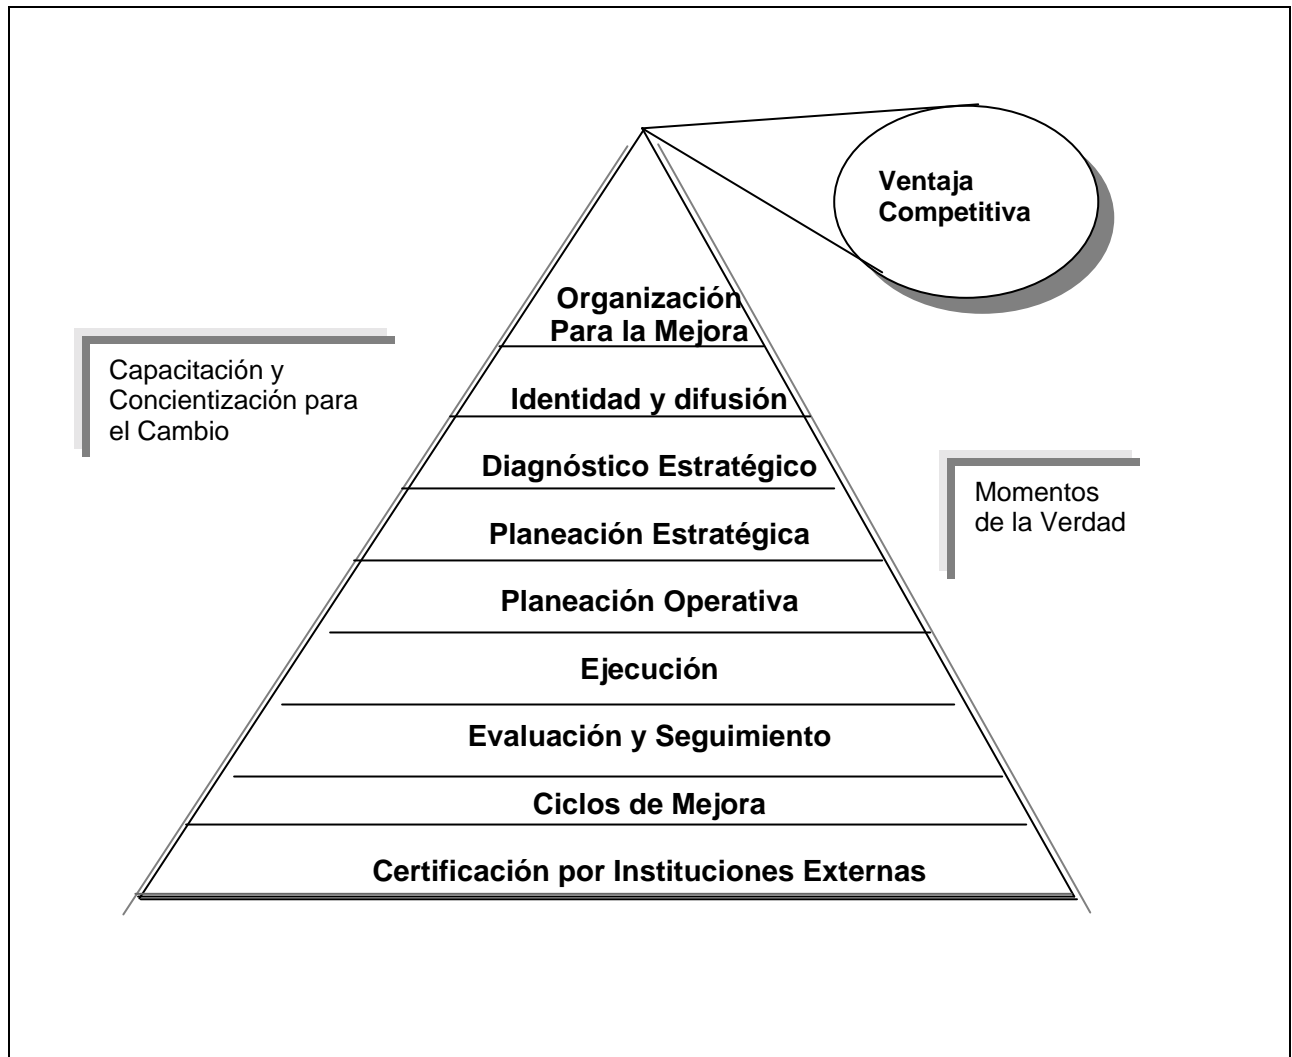 Ventaja
Competitiva
Organización
Para la Mejora
Capacitación y
Concientización para
el Cambio
Identidad y difusión
Diagnóstico Estratégico
Momentos
de la Verdad
Planeación Estratégica
Planeación Operativa
Ejecución
Evaluación y Seguimiento
Ciclos de Mejora
Certificación por Instituciones Externas